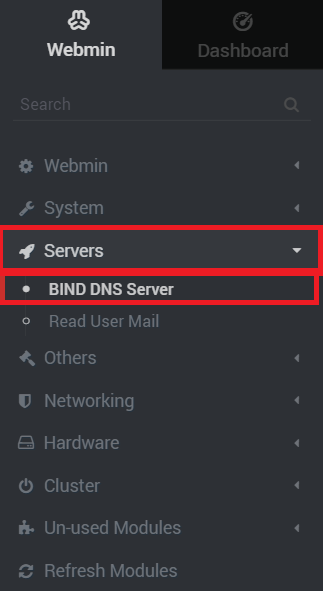 Webmin
Dashboard
Search
Webmin
System
Servers
BIND DNS Server
Read User Mail
Others
Networking
Hardware
Cluster
Un-used Modules
Refresh Modules